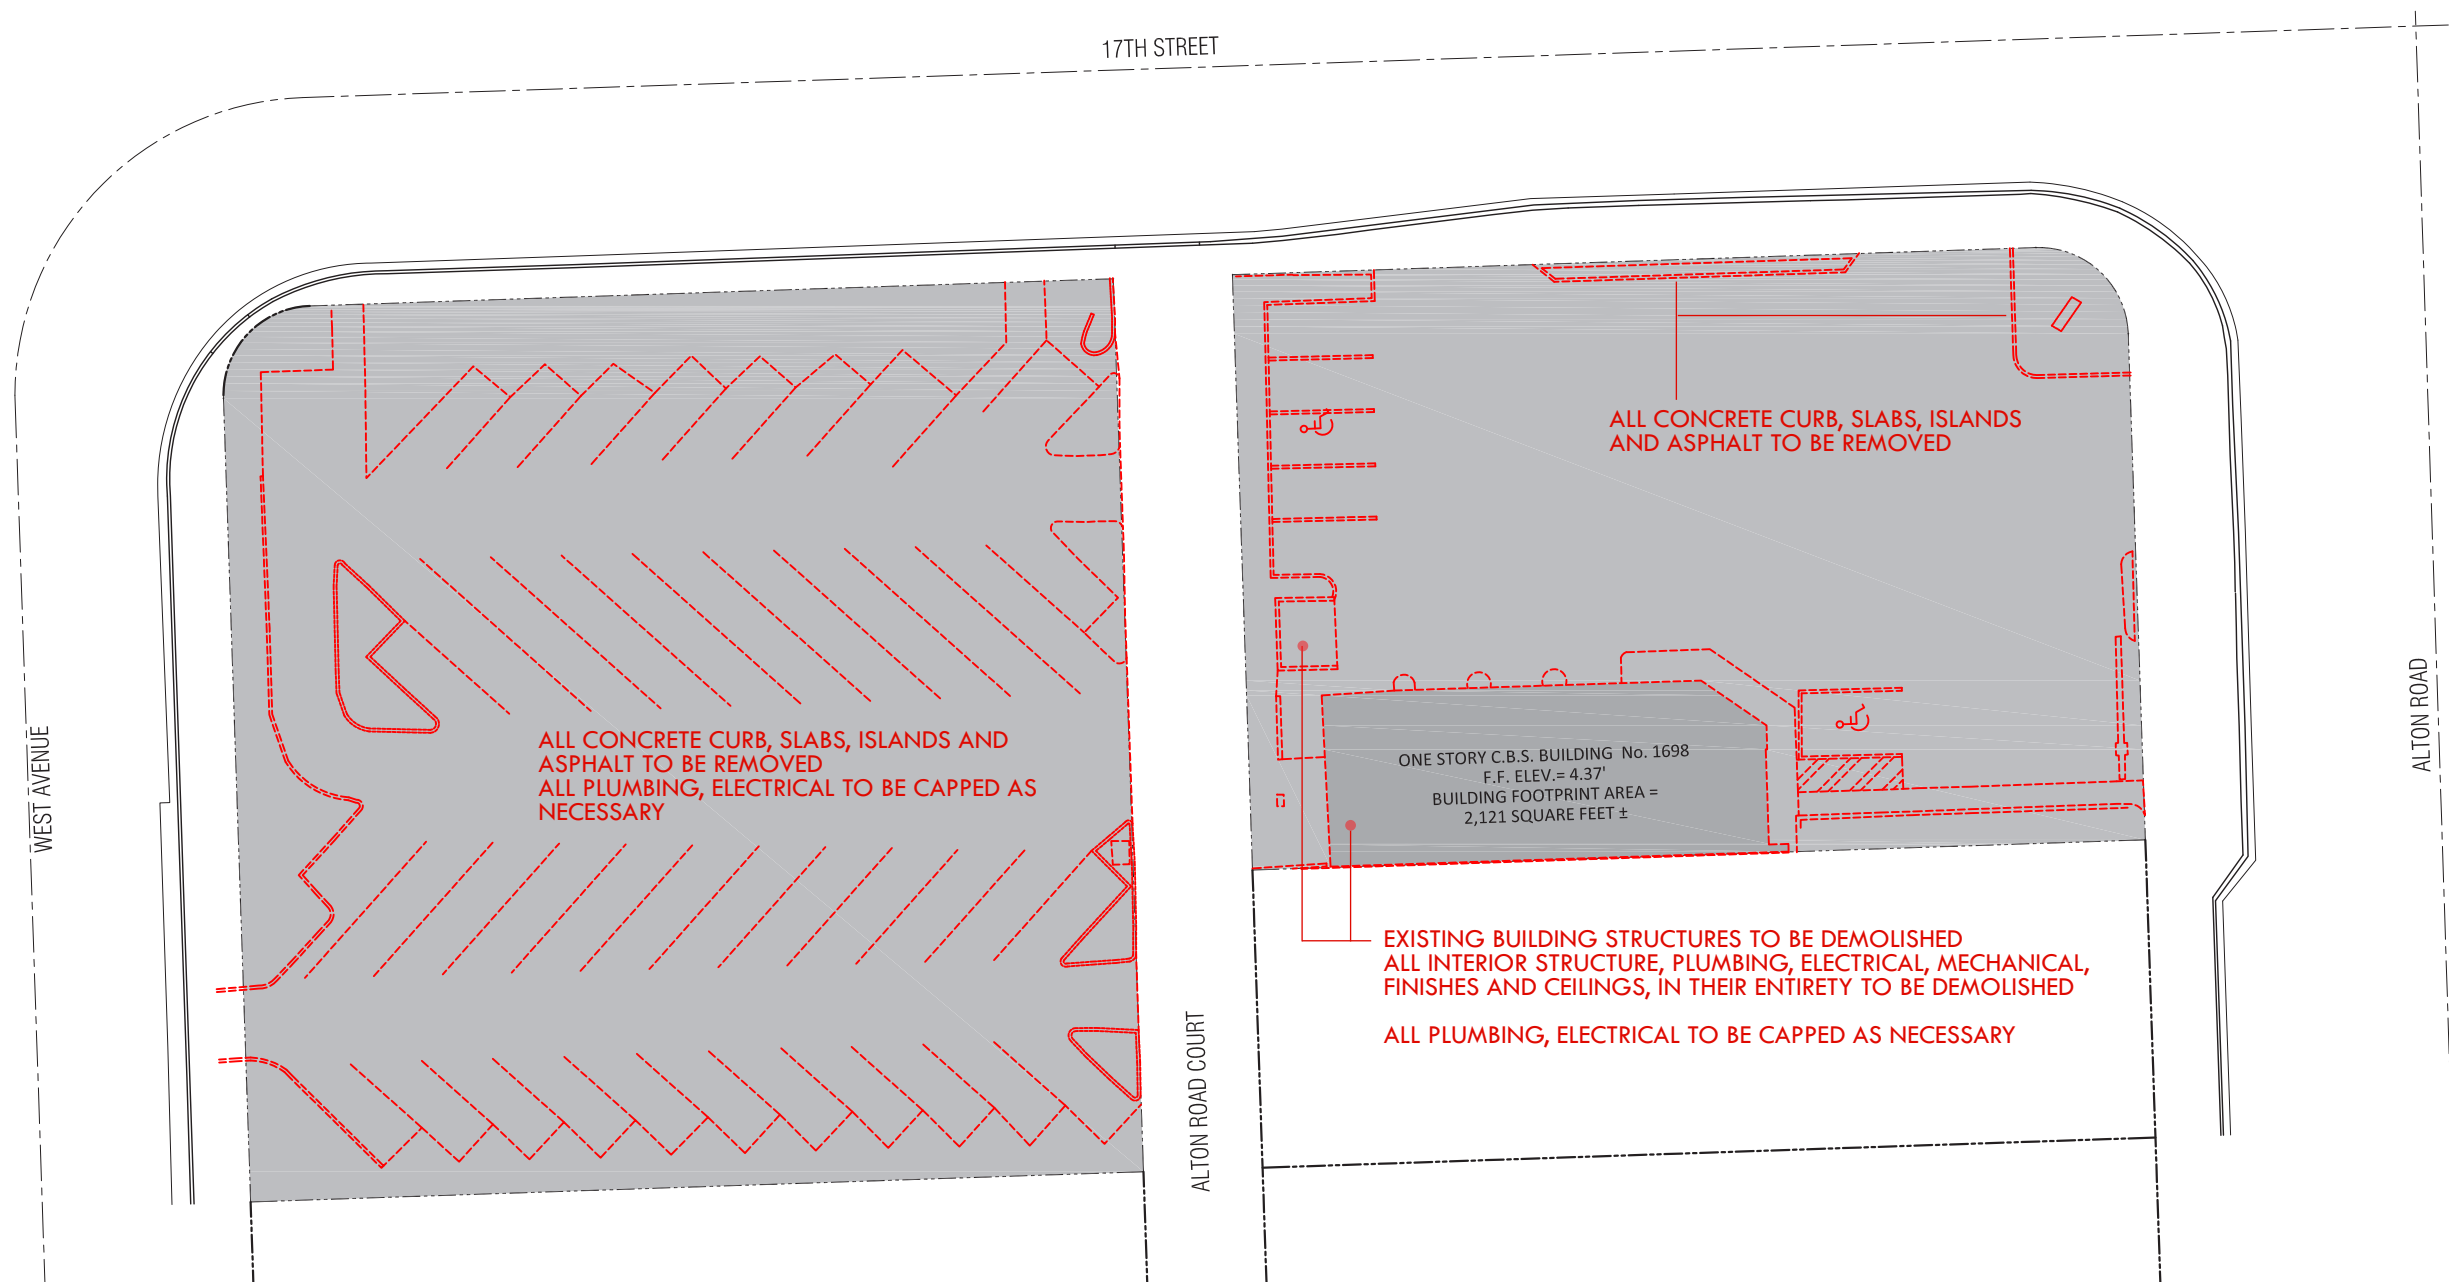 17TH STREET
ALL CONCRETE CURB, SLABS, ISLANDS
AND ASPHALT TO BE REMOVED
WEST AVENUE
ALL CONCRETE CURB, SLABS, ISLANDS AND
ASPHALT TO BE REMOVED
ALL PLUMBING, ELECTRICAL TO BE CAPPED AS
NECESSARY
ONE STORY C.B.S. BUILDING No. 1698
F.F. ELEV.= 4.37'
BUILDING FOOTPRINT AREA =
2,121 SQUARE FEET ±
ALTON ROAD
EXISTING BUILDING STRUCTURES TO BE DEMOLISHED
ALL INTERIOR STRUCTURE, PLUMBING, ELECTRICAL, MECHANICAL,
FINISHES AND CEILINGS, IN THEIR ENTIRETY TO BE DEMOLISHED
ALL PLUMBING, ELECTRICAL TO BE CAPPED AS NECESSARY
ALTON ROAD COURT